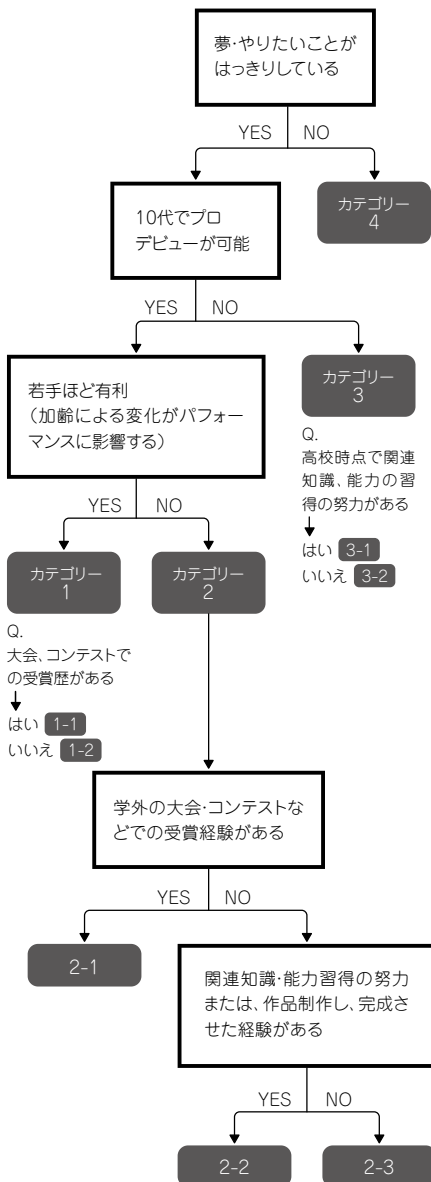 夢・やりたいことが
はっきりしている
YES NO
10代でプロ
デビューが可能
カテゴリー
4
YES NO
若手ほど有利
（加齢による変化がパフォー
マンスに影響する）
カテゴリー
3
Q.
高校時点で関連
知識、能力の習
得の努力がある
はい 3-1
いいえ 3-2
YES NO
カテゴリー
1
カテゴリー
2
Q.
大会、コンテストで
の受賞歴がある
はい 1-1
いいえ 1-2
学外の大会・コンテストな
どでの受賞経験がある
YES NO
2-1
関連知識・能力習得の努力
または、作品制作し、完成さ
せた経験がある
YES NO
2-2
2-3